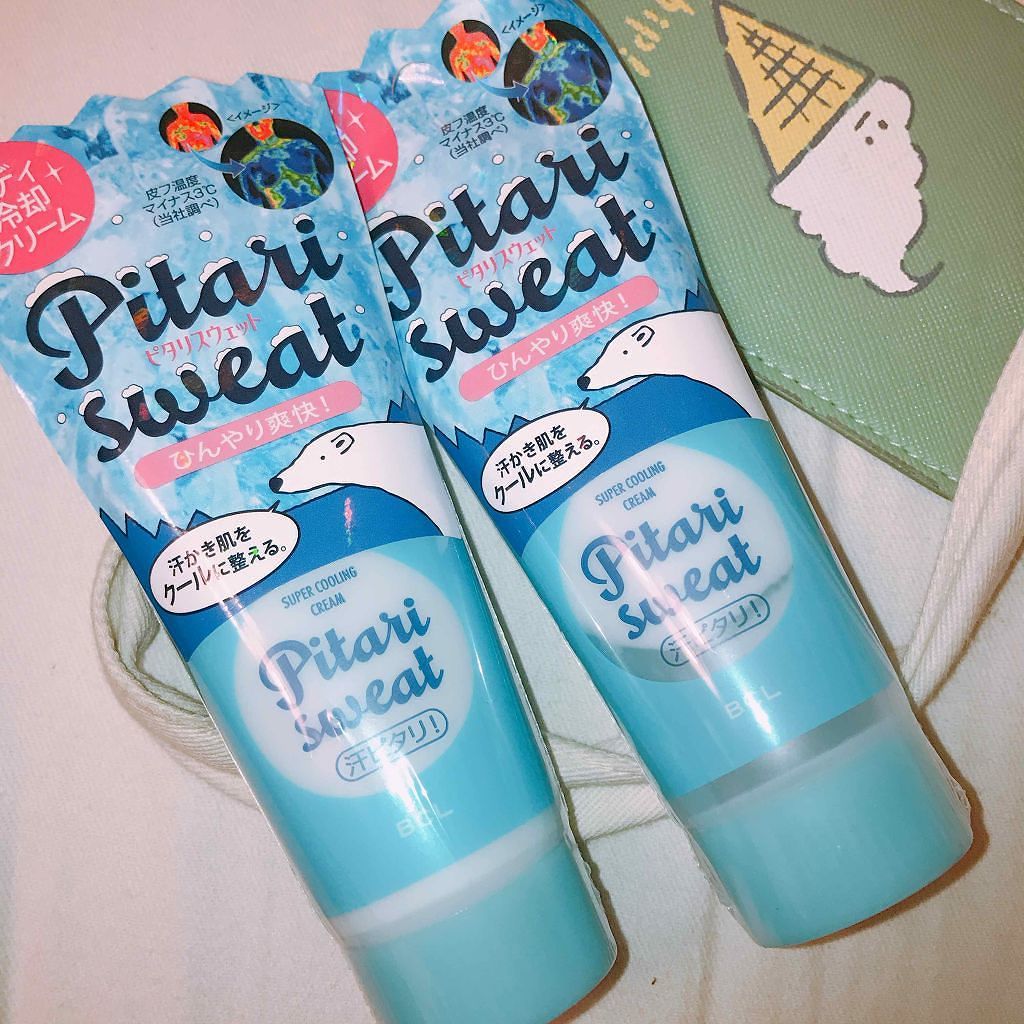 <イメージ>
皮フ温度
マイナス3℃
(当社調べ)
ディ
冷却
クリーム
Pitari
ピタリスウェット
sweat
ひんやり爽快!
汗かき肌を
クールに整える。
SUPER COOLING
CREAM
Pitari
sweat
汗ピタリ!
BCL
<イメージ>
皮フ温度
マイナス3℃
(当社調べ)
却
ーム
Pitari
ピタリスウェット
sweat
ひんやり爽快!
汗かき肌を
クールに整える。
SUPER COOLING
CREAM
Pitari
sweat
汗ピタリ!
BCL